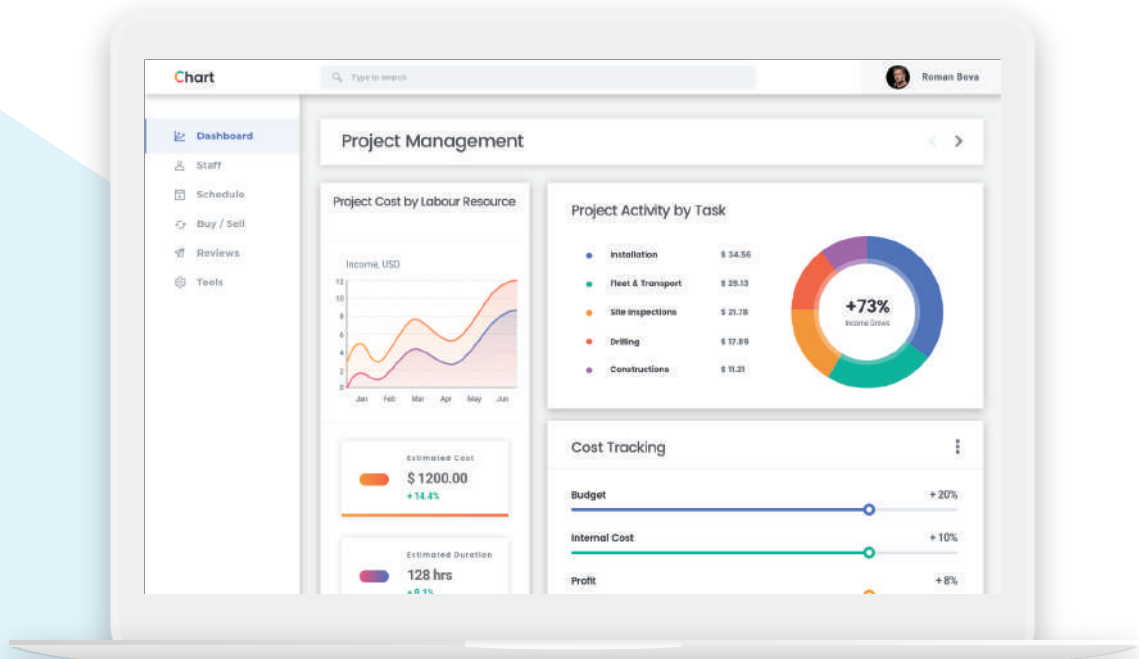 Chart
Type to search
Roman Bova
Dashboard
Staff
Schedule
Buy / Sell
Reviews
Tools
Project Management
Project Cost by Labour Resource
Income, USD
12
10
8
6
4
2
0
Jan Feb Mar Apr May Jun
Estimated Cost
$ 1200.00
+ 14.4%
Estimated Duration
128 hrs
+ 8.1%
Project Activity by Task
Installation $ 34.56
Fleet & Transport $ 29.13
Site Inspections $ 21.78
Drilling $ 17.89
Constructions $ 11.21
+73%
Income Grows
Cost Tracking
Budget + 20%
Internal Cost + 10%
Profit + 8%